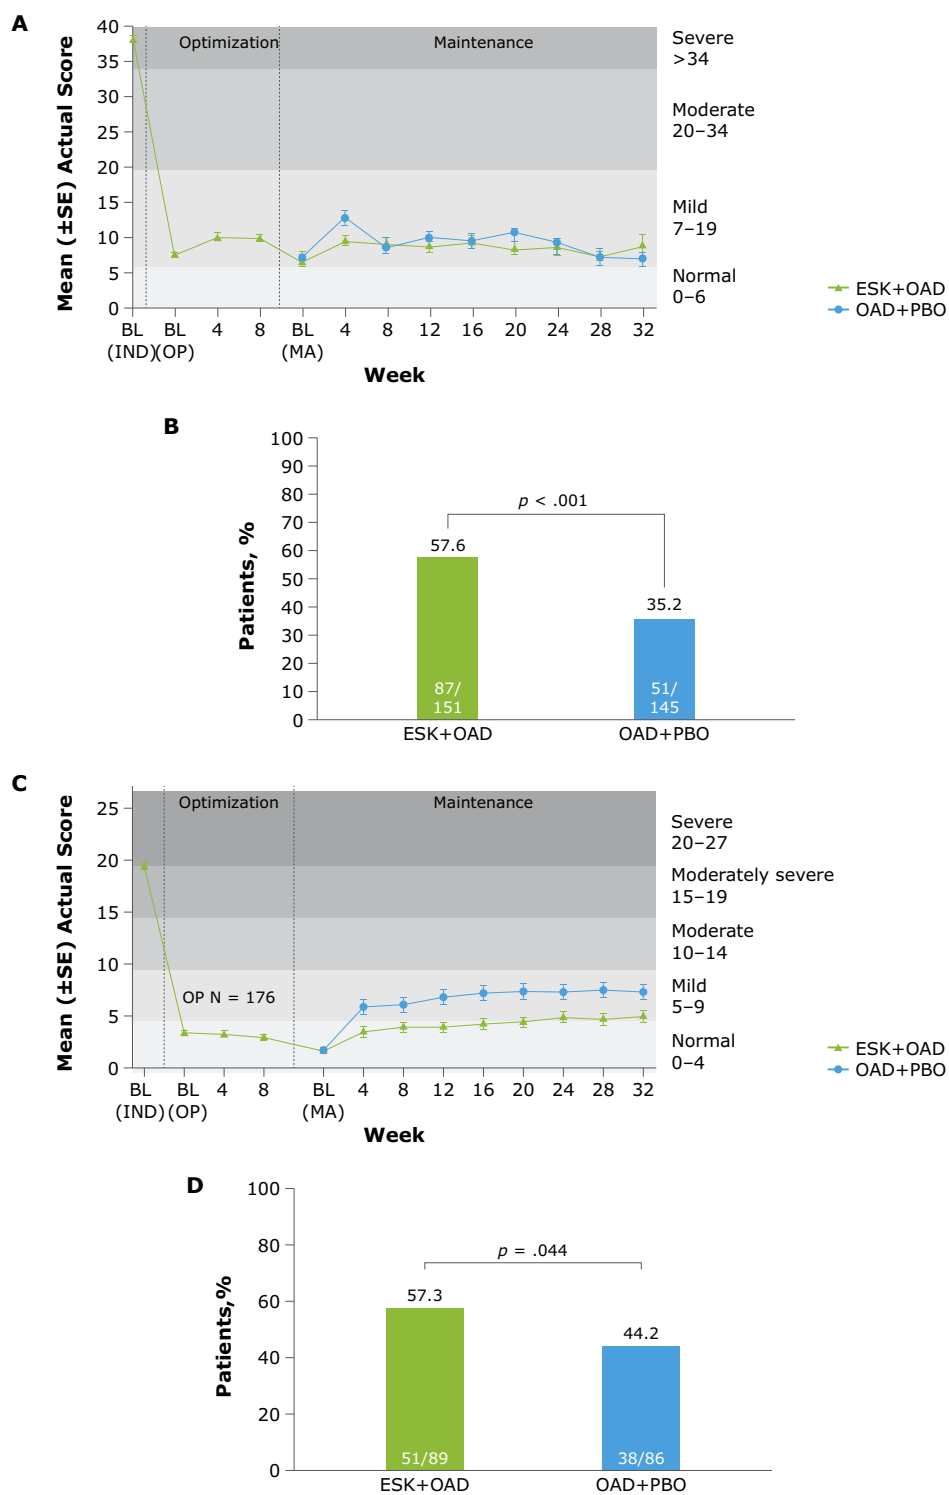 A
Mean (±SE) Actual Score
40
35
30
25
20
15
10
5
0
Optimization
Maintenance
Severe
>34
Moderate
20–34
Mild
7–19
Normal
0–6
BL BL 4 8 BL 4 8 12 16 20 24 28 32
(IND) (OP) (MA)
Week
ESK+OAD
OAD+PBO
B
Patients, %
100
90
80
70
60
50
40
30
20
10
0
p < .001
57.6
35.2
87/
151
51/
145
ESK+OAD OAD+PBO
C
Mean (±SE) Actual Score
25
20
15
10
5
0
Optimization
Maintenance
OP N = 176
Severe
20–27
Moderately severe
15–19
Moderate
10–14
Mild
5–9
Normal
0–4
BL BL 4 8 BL 4 8 12 16 20 24 28 32
(IND) (OP) (MA)
Week
ESK+OAD
OAD+PBO
D
Patients,%
100
80
60
40
20
0
p = .044
57.3
44.2
51/89
38/86
ESK+OAD OAD+PBO